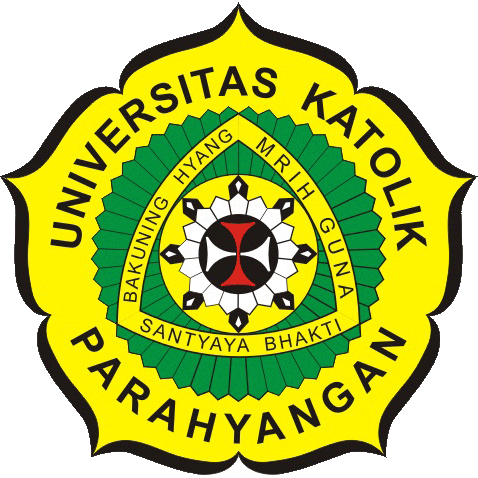 UNIVERSITAS KATOLIK
PARAHYANGAN
BAKUNING HYANG
MRIH GUNA
SANTYAYA BHAKTI